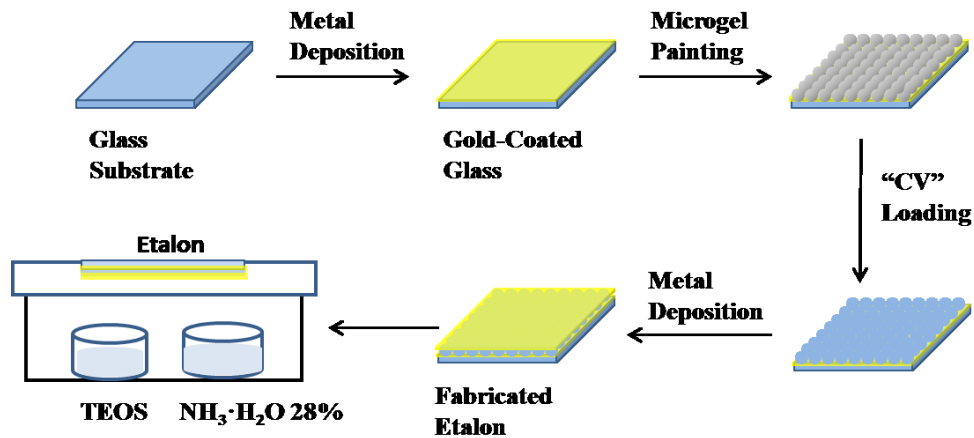 Metal
Deposition
Microgel
Painting
Glass
Substrate
Gold-Coated
Glass
“CV”
Loading
Etalon
Metal
Deposition
TEOS
NH₃·H₂O 28%
Fabricated
Etalon